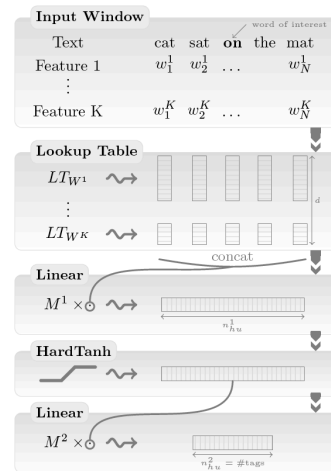 Input Window
word of interest
Text cat sat on the mat
Feature 1 w_1^1 w_2^1 ... w_N^1
⋮
Feature K w_1^K w_2^K ... w_N^K
Lookup Table
LT_{W^1}
⋮
d
LT_{W^K}
concat
Linear
M^1 ×
n_{hu}^1
HardTanh
Linear
M^2 ×
n_{hu}^2 = #tags